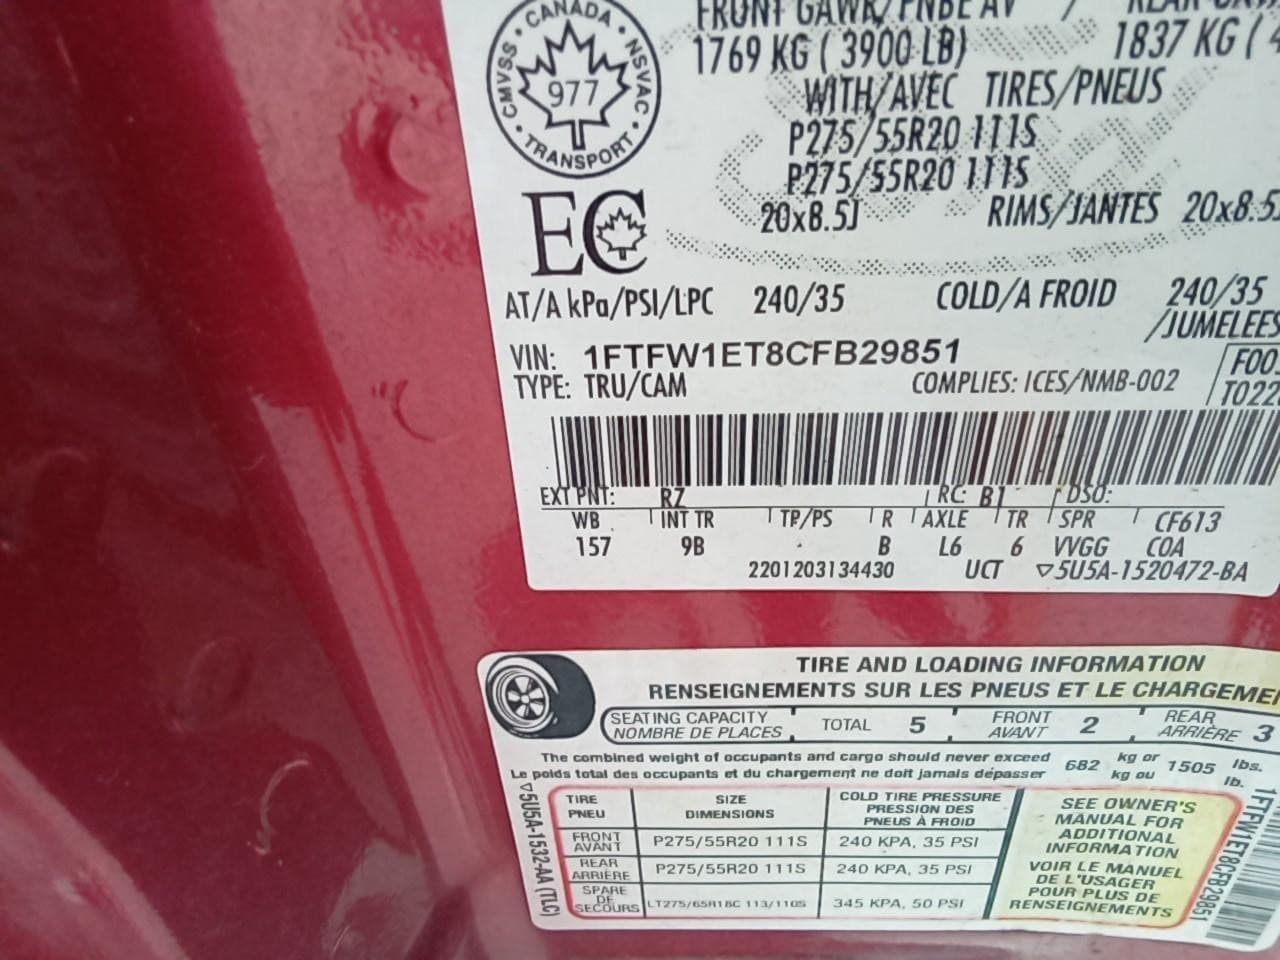 CANADA
CMVSS · NSVAC
977
TRANSPORT
EC
FRONT GAWR/PNBE AV /
1769 KG ( 3900 LB) 1837 KG ( 4
WITH/AVEC TIRES/PNEUS
P275/55R20 111S
P275/55R20 111S
20x8.5J RIMS/JANTES 20x8.5J
AT/A kPa/PSI/LPC 240/35 COLD/A FROID 240/35
/JUMELEES
VIN: 1FTFW1ET8CFB29851
TYPE: TRU/CAM COMPLIES: ICES/NMB-002
F00
T022
EXT PNT: RZ RC: B1 DSO:
WB INT TR TP/PS R AXLE TR SPR CF613
157 9B . B L6 6 VVGG COA
2201203134430 UCT ▽5U5A-1520472-BA
TIRE AND LOADING INFORMATION
RENSEIGNEMENTS SUR LES PNEUS ET LE CHARGEME
SEATING CAPACITY
NOMBRE DE PLACES
TOTAL 5
FRONT
AVANT
2
REAR
ARRIÈRE
3
The combined weight of occupants and cargo should never exceed 682 kg or 1505 lbs.
Le poids total des occupants et du chargement ne doit jamais dépasser kg ou lb.
TIRE
PNEU
SIZE
DIMENSIONS
COLD TIRE PRESSURE
PRESSION DES
PNEUS À FROID
FRONT
AVANT
P275/55R20 111S 240 KPA, 35 PSI
REAR
ARRIÈRE
P275/55R20 111S 240 KPA, 35 PSI
SPARE
DE
SECOURS
LT275/65R18C 113/110S 345 KPA, 50 PSI
SEE OWNER'S
MANUAL FOR
ADDITIONAL
INFORMATION
VOIR LE MANUEL
DE L'USAGER
POUR PLUS DE
RENSEIGNEMENTS
▽5U5A-1532-AA (TLC)
1FTFW1ET8CFB29851